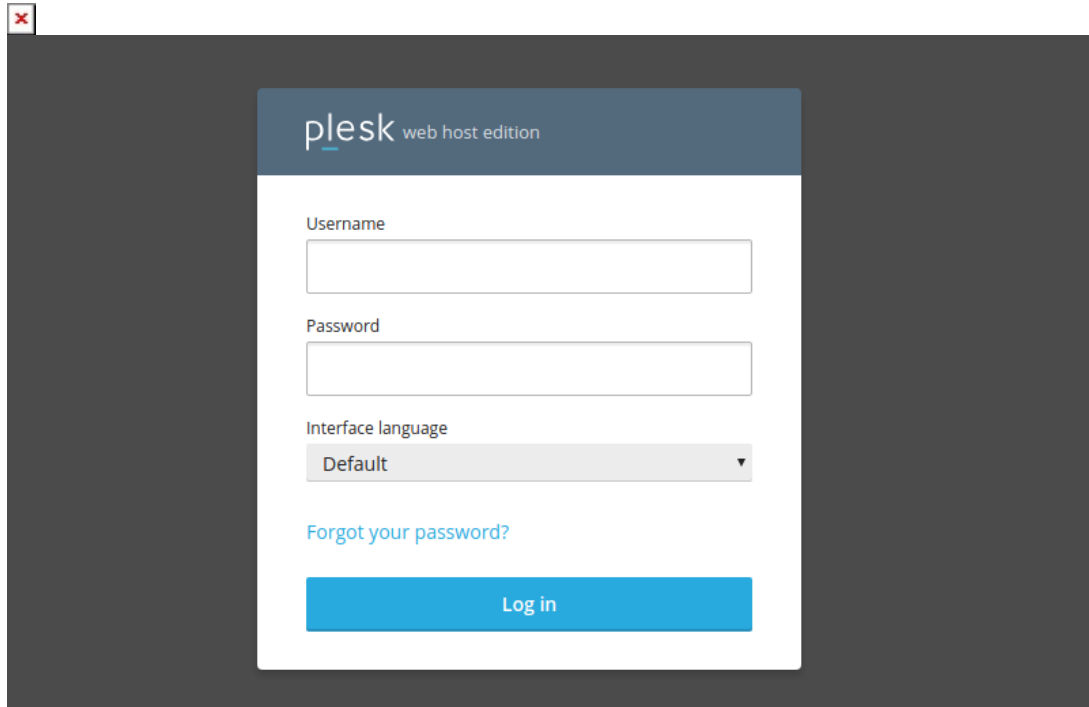 plesk web host edition
Username
Password
Interface language
Default
Forgot your password?
Log in